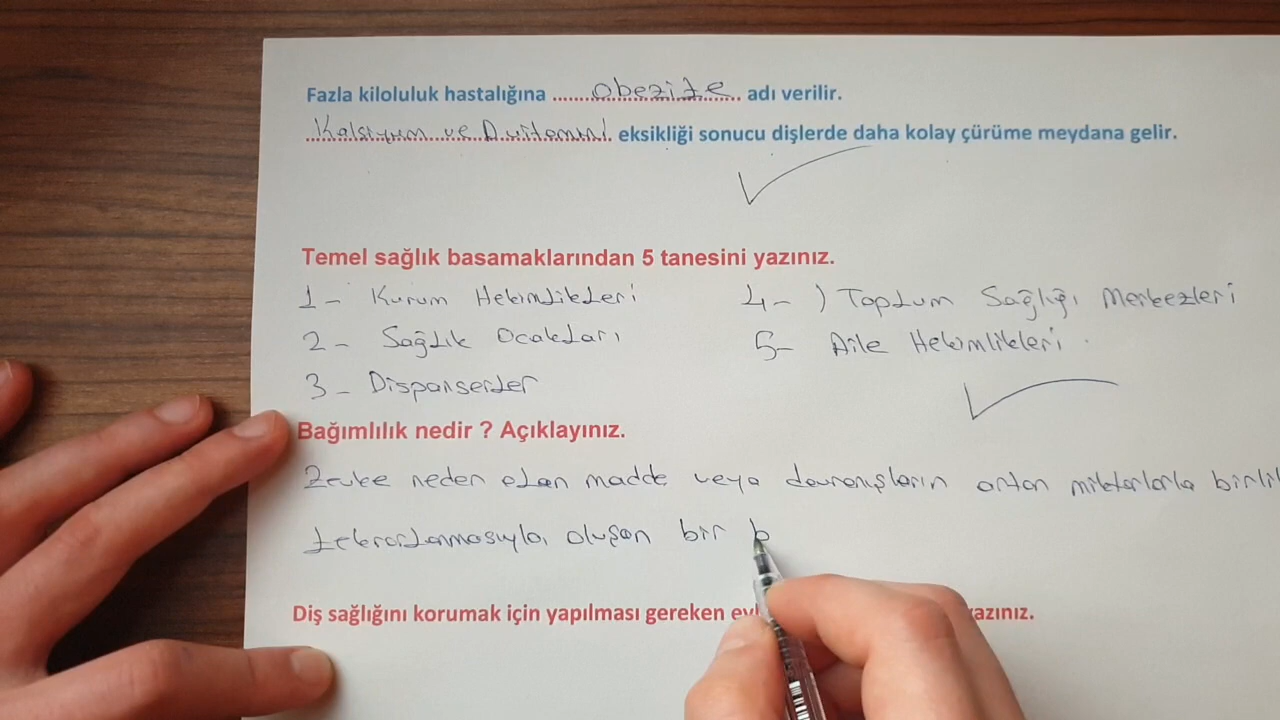 Fazla kiloluluk hastalığına obezite adı verilir.
Kalsiyum ve D vitamini eksikliği sonucu dişlerde daha kolay çürüme meydana gelir.
Temel sağlık basamaklarından 5 tanesini yazınız.
1- Kurum Hekimlikleri
2- Sağlık Ocakları
3- Dispanserler
4- ) Toplum Sağlığı Merkezleri
5- Aile Hekimlikleri
Bağımlılık nedir ? Açıklayınız.
Zevke neden olan madde veya davranışların artan miktarlarla
tekrarlanmasıyla oluşan bir b
Diş sağlığını korumak için yapılması gereken